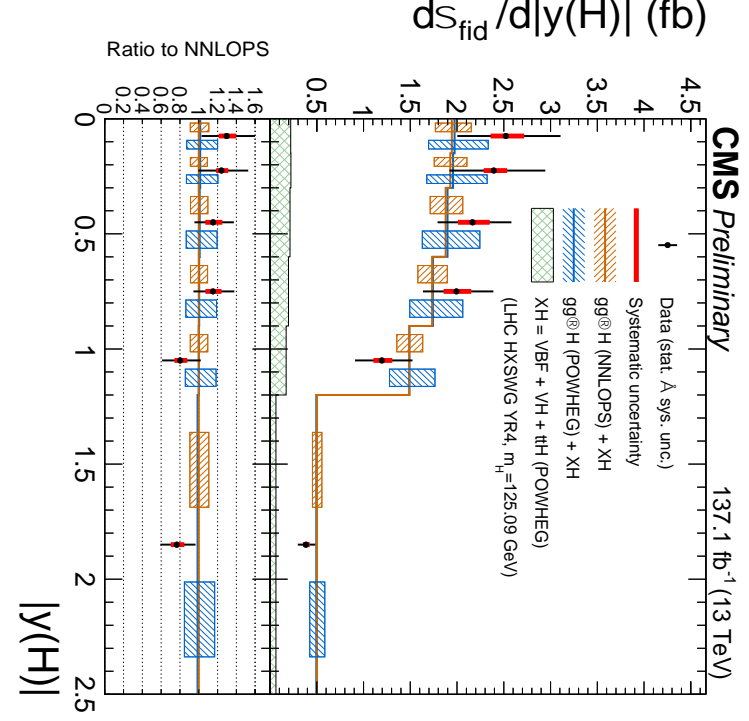 dσ_fid /d|y(H)| (fb)
CMS Preliminary
137.1 fb⁻¹ (13 TeV)
Data (stat. Å sys. unc.)
Systematic uncertainty
gg®H (NNLOPS) + XH
gg®H (POWHEG) + XH
XH = VBF + VH + ttH (POWHEG)
(LHC HXSWG YR4, m_H=125.09 GeV)
4.5
4
3.5
3
2.5
2
1.5
1
0.5
Ratio to NNLOPS
1.6
1.4
1.2
1
0.8
0.6
0.4
0.2
0
0
0.5
1
1.5
2
2.5
|y(H)|